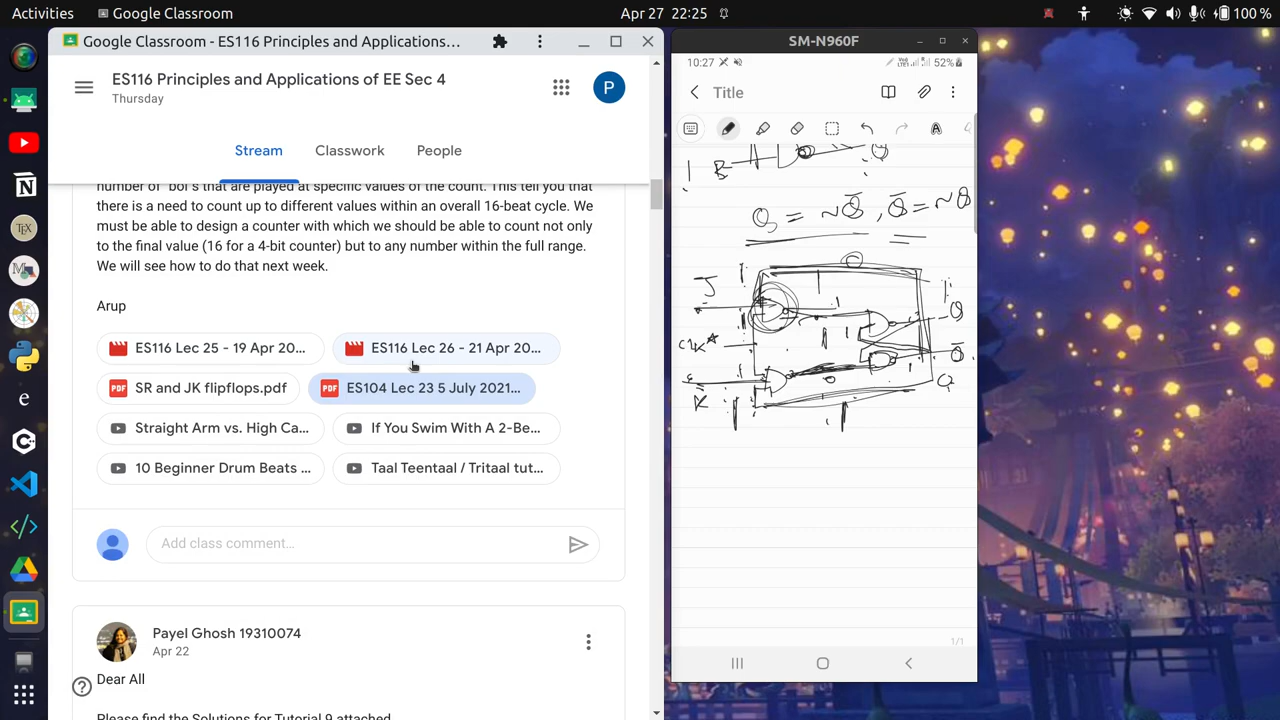 Activities
Google Classroom
Apr 27 22:25
100 %
Google Classroom - ES116 Principles and Applications…
ES116 Principles and Applications of EE Sec 4
Thursday
P
Stream
Classwork
People
number of 'bol's that are played at specific values of the count. This tell you that
there is a need to count up to different values within an overall 16-beat cycle. We
must be able to design a counter with which we should be able to count not only
to the final value (16 for a 4-bit counter) but to any number within the full range.
We will see how to do that next week.
Arup
ES116 Lec 25 - 19 Apr 20...
ES116 Lec 26 - 21 Apr 20...
PDF SR and JK flipflops.pdf
PDF ES104 Lec 23 5 July 2021...
Straight Arm vs. High Ca...
If You Swim With A 2-Be...
10 Beginner Drum Beats ...
Taal Teentaal / Tritaal tut...
Add class comment…
Payel Ghosh 19310074
Apr 22
Dear All
Please find the Solutions for Tutorial 9 attached
SM-N960F
10:27
52%
Title
B
Q = ~Q̅, Q̅ = ~Q
J
Q
Q̅
K
1/1